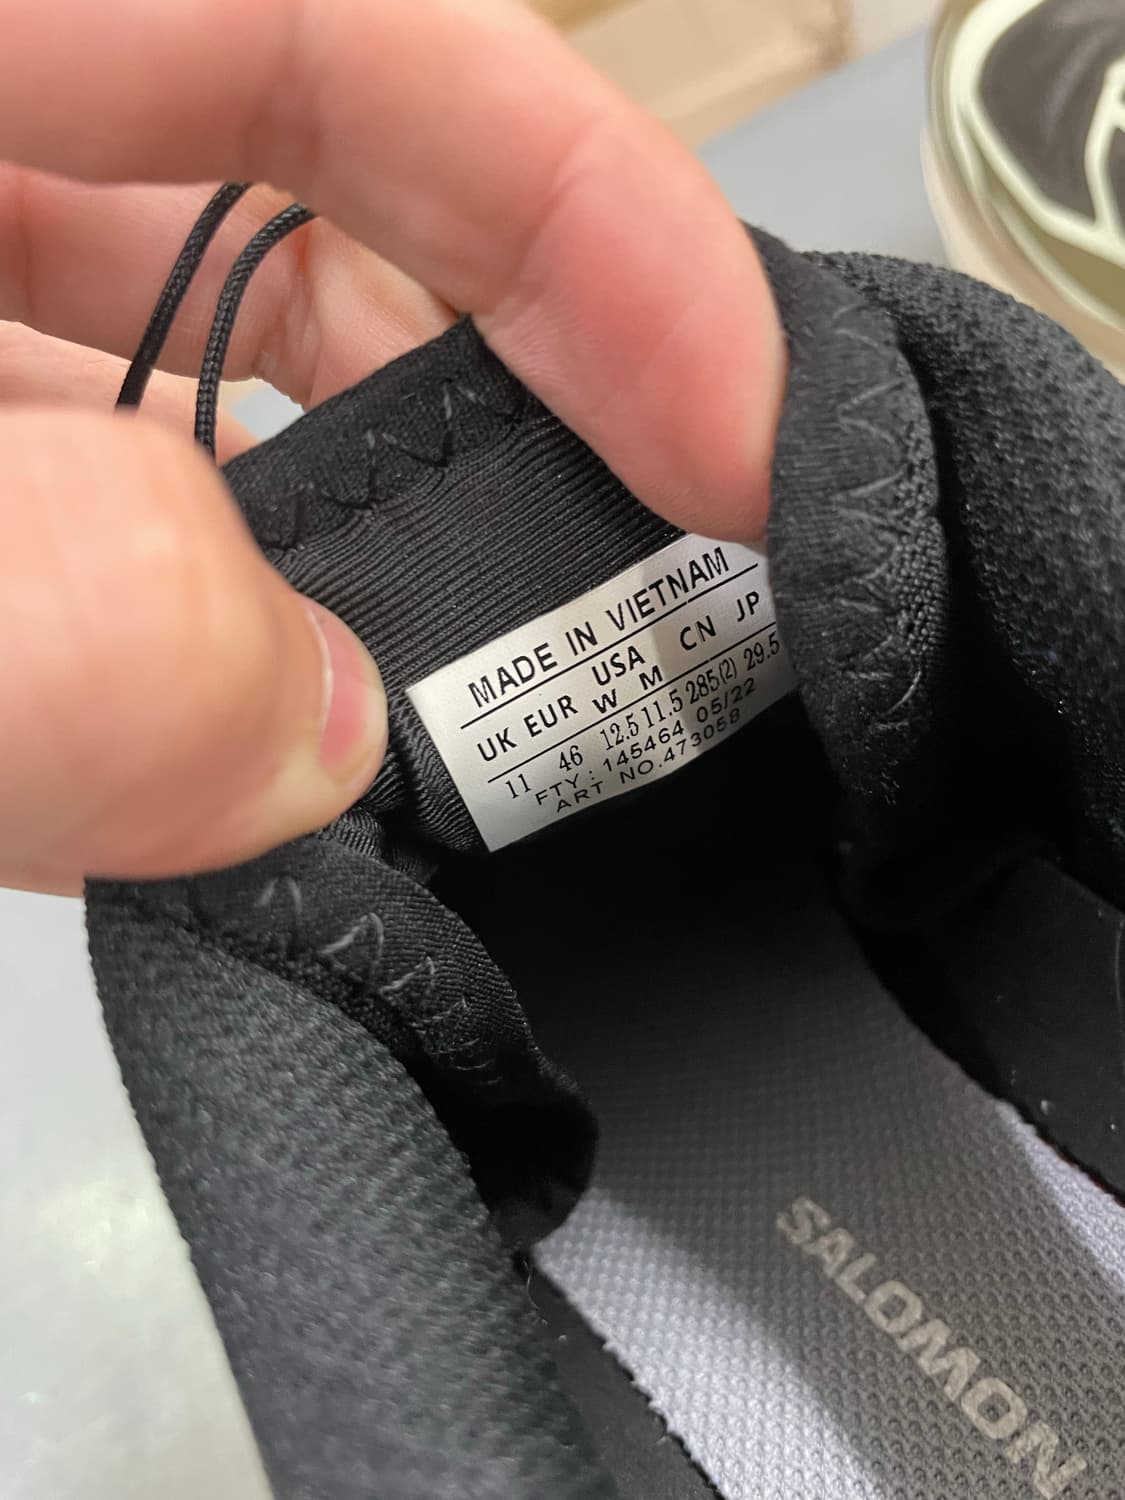 MADE IN VIETNAM
UK EUR USA CN JP
W M
11 46 12.5 11.5 285(2) 29.5
FTY: 145464 05/22
ART NO.473058
SALOMON